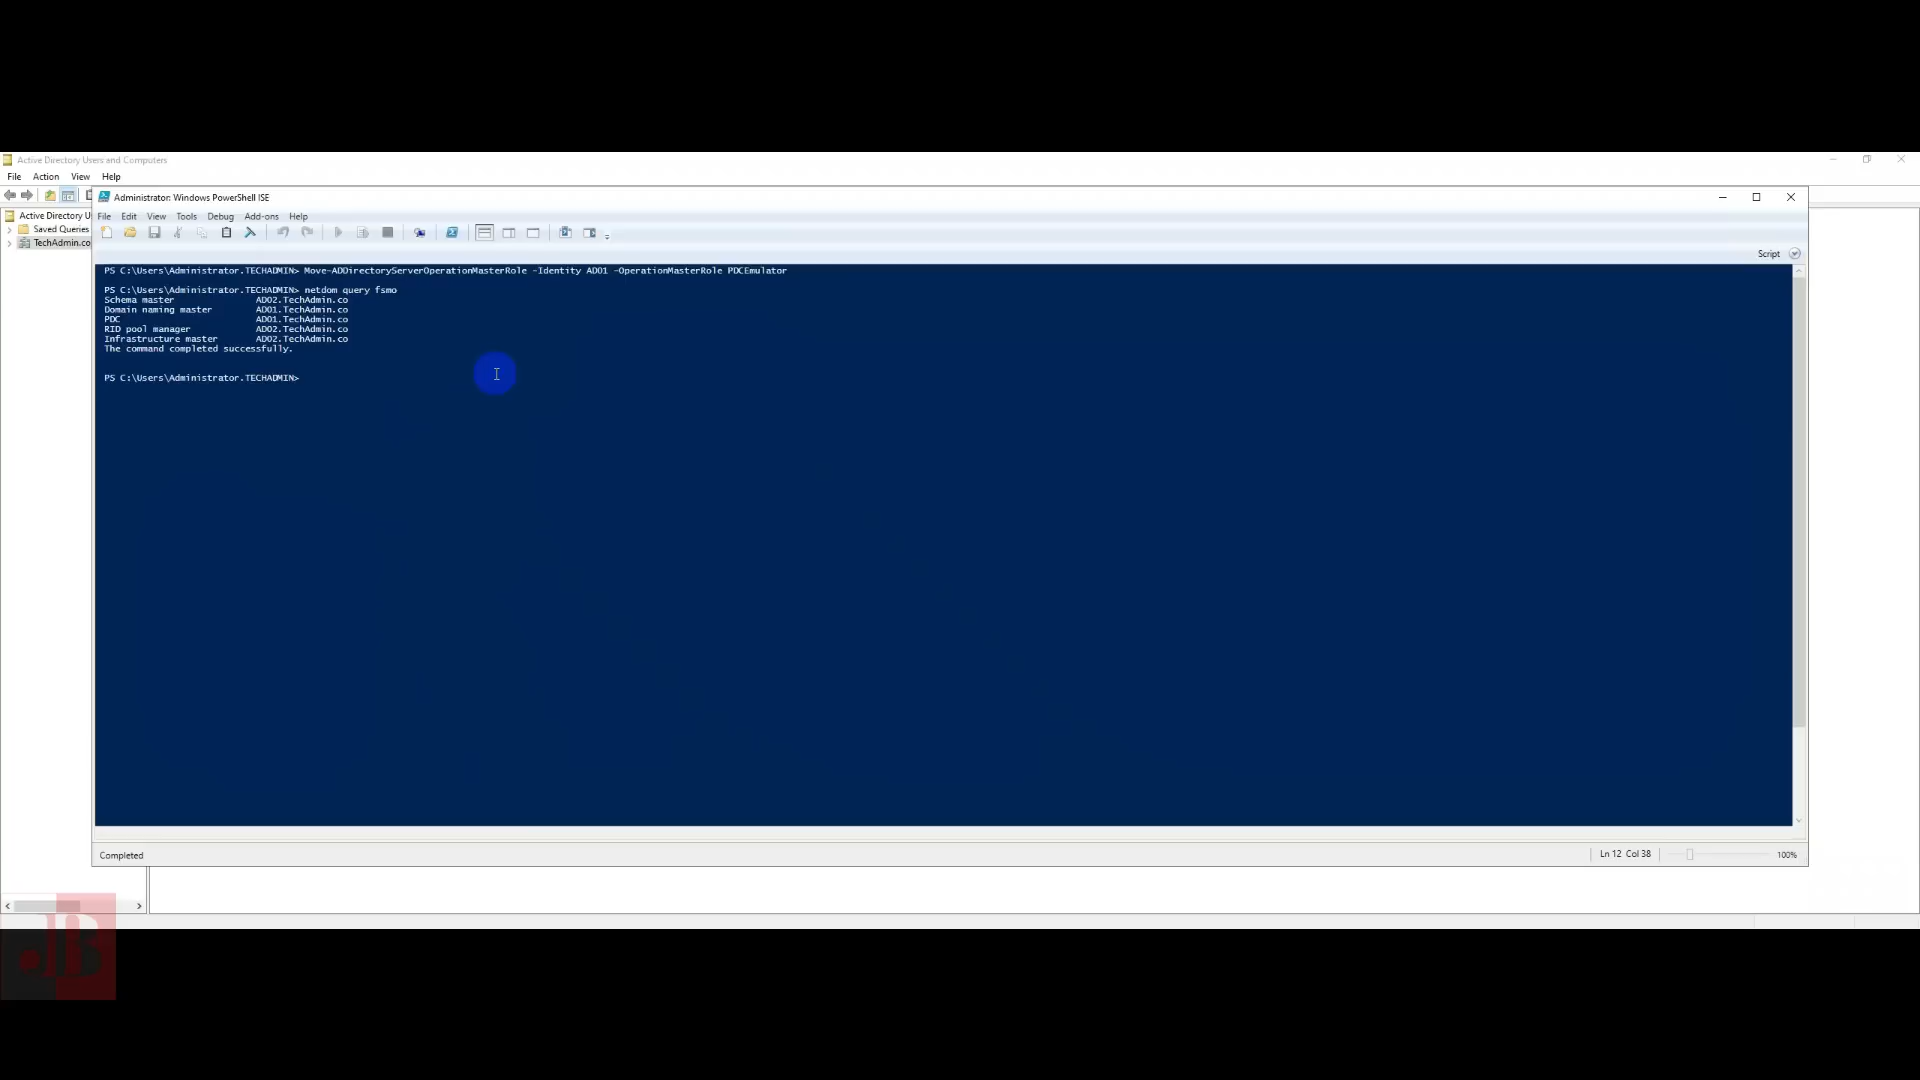 Active Directory Users and Computers
File Action View Help
Administrator: Windows PowerShell ISE
Active Directory U
Saved Queries
TechAdmin.co
File Edit View Tools Debug Add-ons Help
Script
PS C:\Users\Administrator.TECHADMIN> Move-ADDirectoryServerOperationMasterRole -Identity AD01 -OperationMasterRole PDCEmulator
PS C:\Users\Administrator.TECHADMIN> netdom query fsmo
Schema master AD02.TechAdmin.co
Domain naming master AD01.TechAdmin.co
PDC AD01.TechAdmin.co
RID pool manager AD02.TechAdmin.co
Infrastructure master AD02.TechAdmin.co
The command completed successfully.
PS C:\Users\Administrator.TECHADMIN>
Completed
Ln 12 Col 38
100%
JB